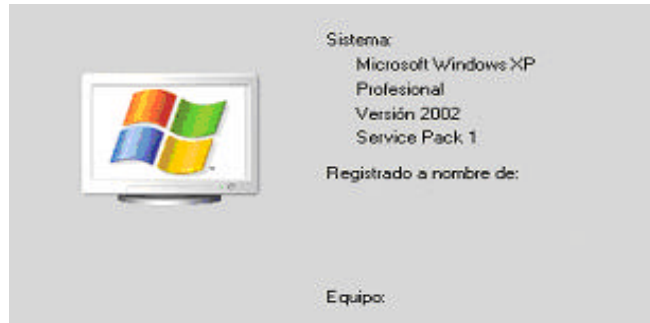 Sistema:
Microsoft Windows XP
Profesional
Versión 2002
Service Pack 1
Registrado a nombre de:
Equipo: